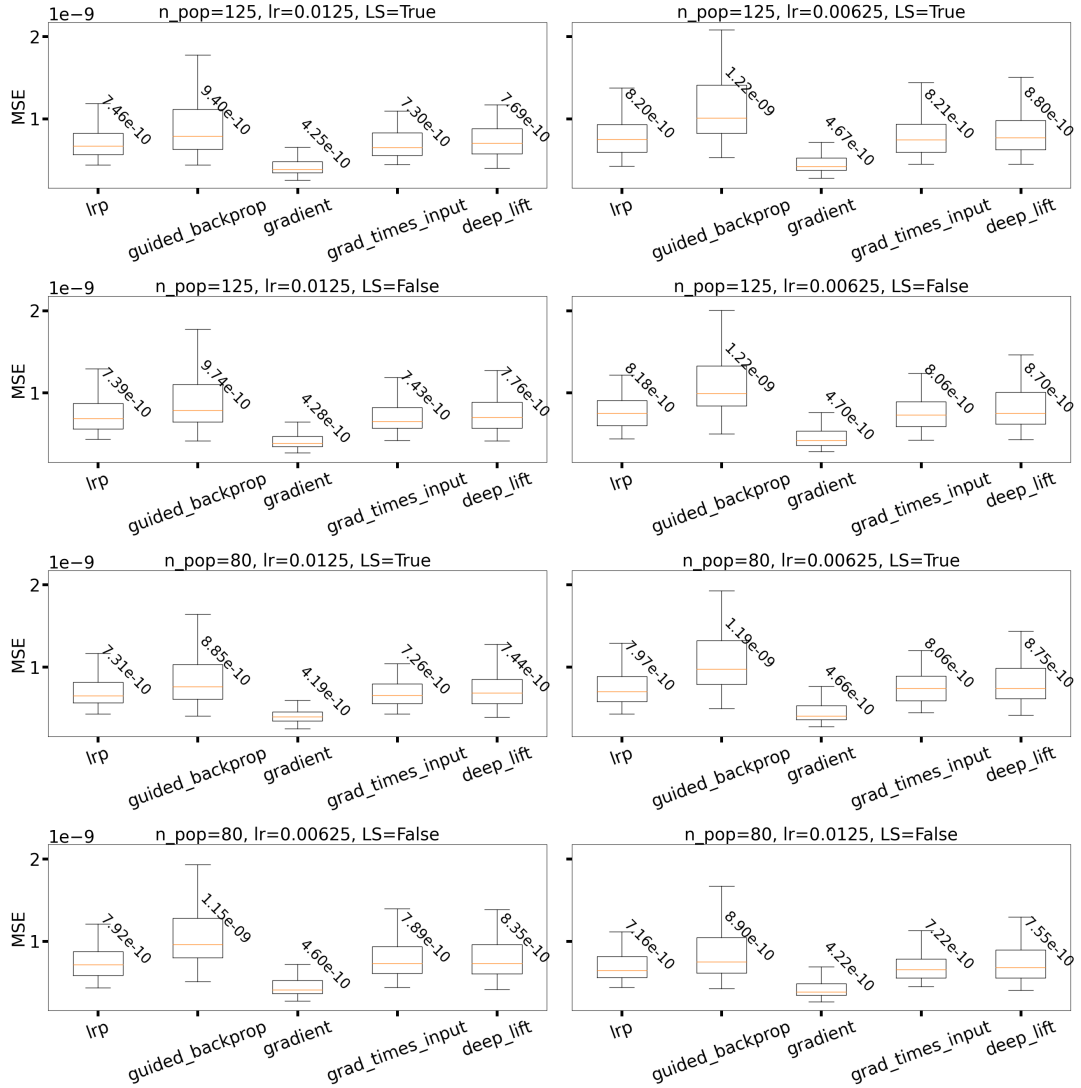 n_pop=125, lr=0.0125, LS=True
1e−9
MSE
2
1
7.46e-10
9.40e-10
4.25e-10
7.30e-10
7.69e-10
lrp
guided_backprop
gradient
grad_times_input
deep_lift
n_pop=125, lr=0.00625, LS=True
8.20e-10
1.22e-09
4.67e-10
8.21e-10
8.80e-10
lrp
guided_backprop
gradient
grad_times_input
deep_lift
n_pop=125, lr=0.0125, LS=False
1e−9
MSE
2
1
7.39e-10
9.74e-10
4.28e-10
7.43e-10
7.76e-10
lrp
guided_backprop
gradient
grad_times_input
deep_lift
n_pop=125, lr=0.00625, LS=False
8.18e-10
1.22e-09
4.70e-10
8.06e-10
8.70e-10
lrp
guided_backprop
gradient
grad_times_input
deep_lift
n_pop=80, lr=0.0125, LS=True
1e−9
MSE
2
1
7.31e-10
8.85e-10
4.19e-10
7.26e-10
7.44e-10
lrp
guided_backprop
gradient
grad_times_input
deep_lift
n_pop=80, lr=0.00625, LS=True
7.97e-10
1.19e-09
4.66e-10
8.06e-10
8.75e-10
lrp
guided_backprop
gradient
grad_times_input
deep_lift
n_pop=80, lr=0.00625, LS=False
1e−9
MSE
2
1
7.92e-10
1.15e-09
4.60e-10
7.89e-10
8.35e-10
lrp
guided_backprop
gradient
grad_times_input
deep_lift
n_pop=80, lr=0.0125, LS=False
7.16e-10
8.90e-10
4.22e-10
7.22e-10
7.55e-10
lrp
guided_backprop
gradient
grad_times_input
deep_lift